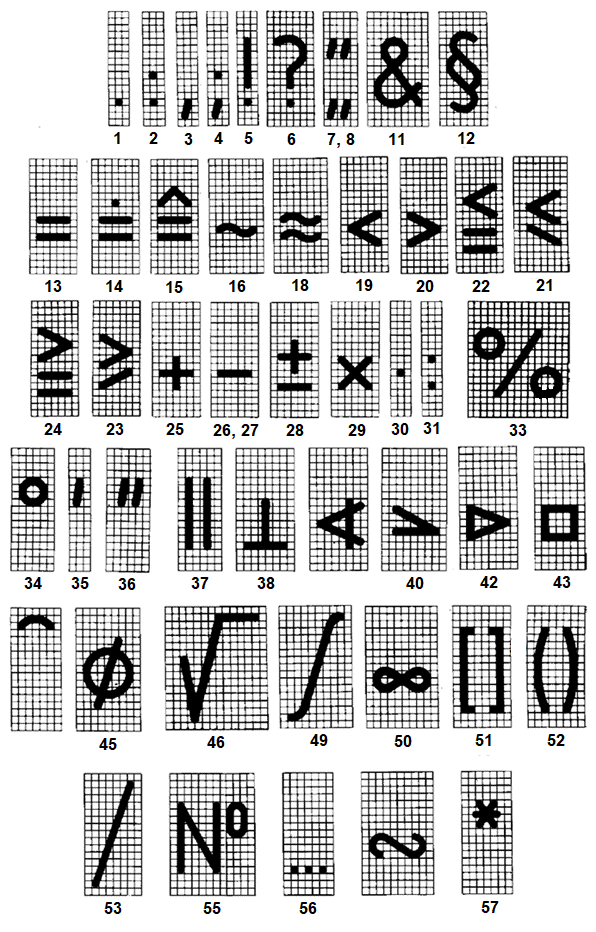 . : , ; ! ? " " & §
1 2 3 4 5 6 7, 8 11 12
= ≐ ≙ ~ ≈ < > ≦ ⪬
13 14 15 16 18 19 20 22 21
≧ ⪭ + − ± × · : %
24 23 25 26, 27 28 29 30 31 33
° ′ ″ ∥ ⊥ ∢ ⦣ ▷ □
34 35 36 37 38 40 42 43
⌒ ϕ √ ∫ ∞ [ ] ( )
45 46 49 50 51 52
/ Nº ... ∾ *
53 55 56 57